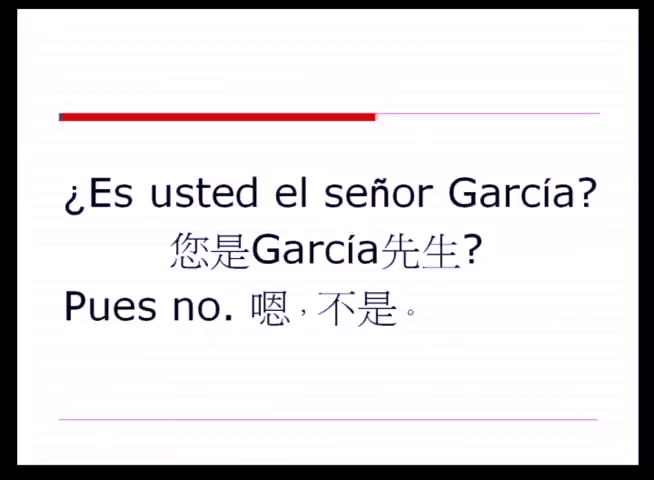 ¿Es usted el señor García?
您是García先生?
Pues no. 嗯，不是。